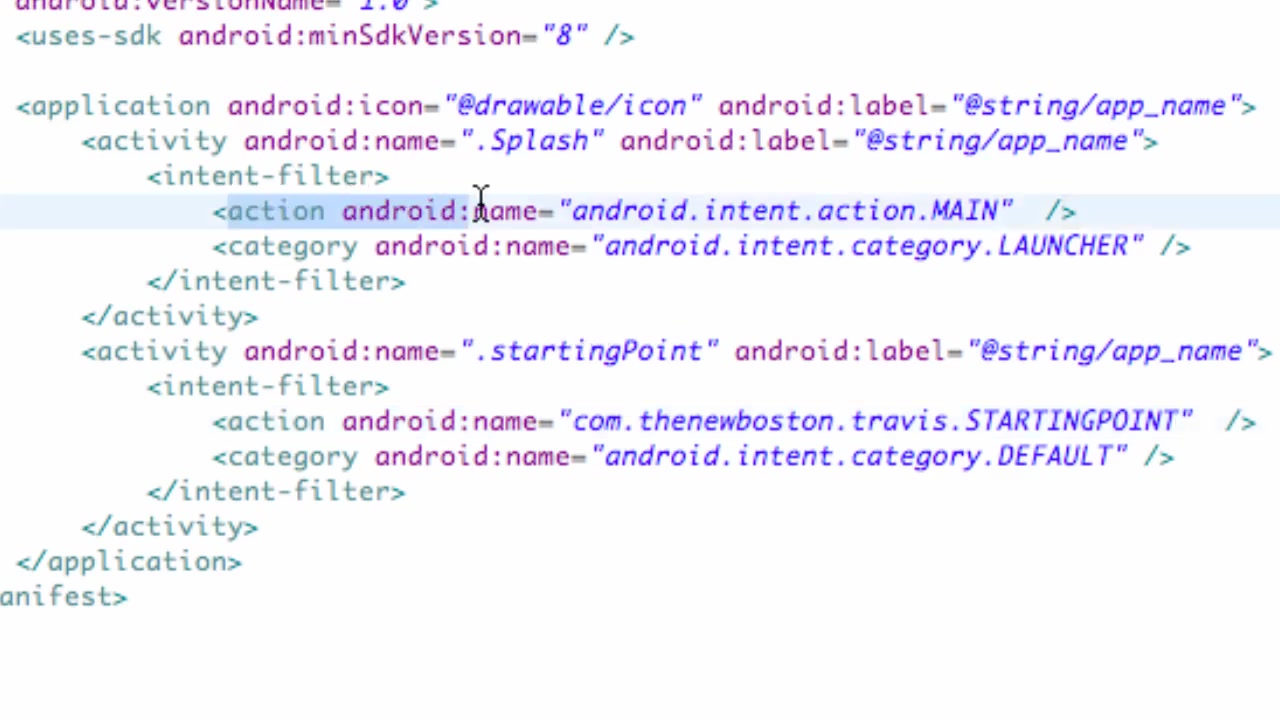 android:versionName="1.0">
<uses-sdk android:minSdkVersion="8" />
<application android:icon="@drawable/icon" android:label="@string/app_name">
<activity android:name=".Splash" android:label="@string/app_name">
<intent-filter>
<action android:name="android.intent.action.MAIN" />
<category android:name="android.intent.category.LAUNCHER" />
</intent-filter>
</activity>
<activity android:name=".startingPoint" android:label="@string/app_name">
<intent-filter>
<action android:name="com.thenewboston.travis.STARTINGPOINT" />
<category android:name="android.intent.category.DEFAULT" />
</intent-filter>
</activity>
</application>
anifest>